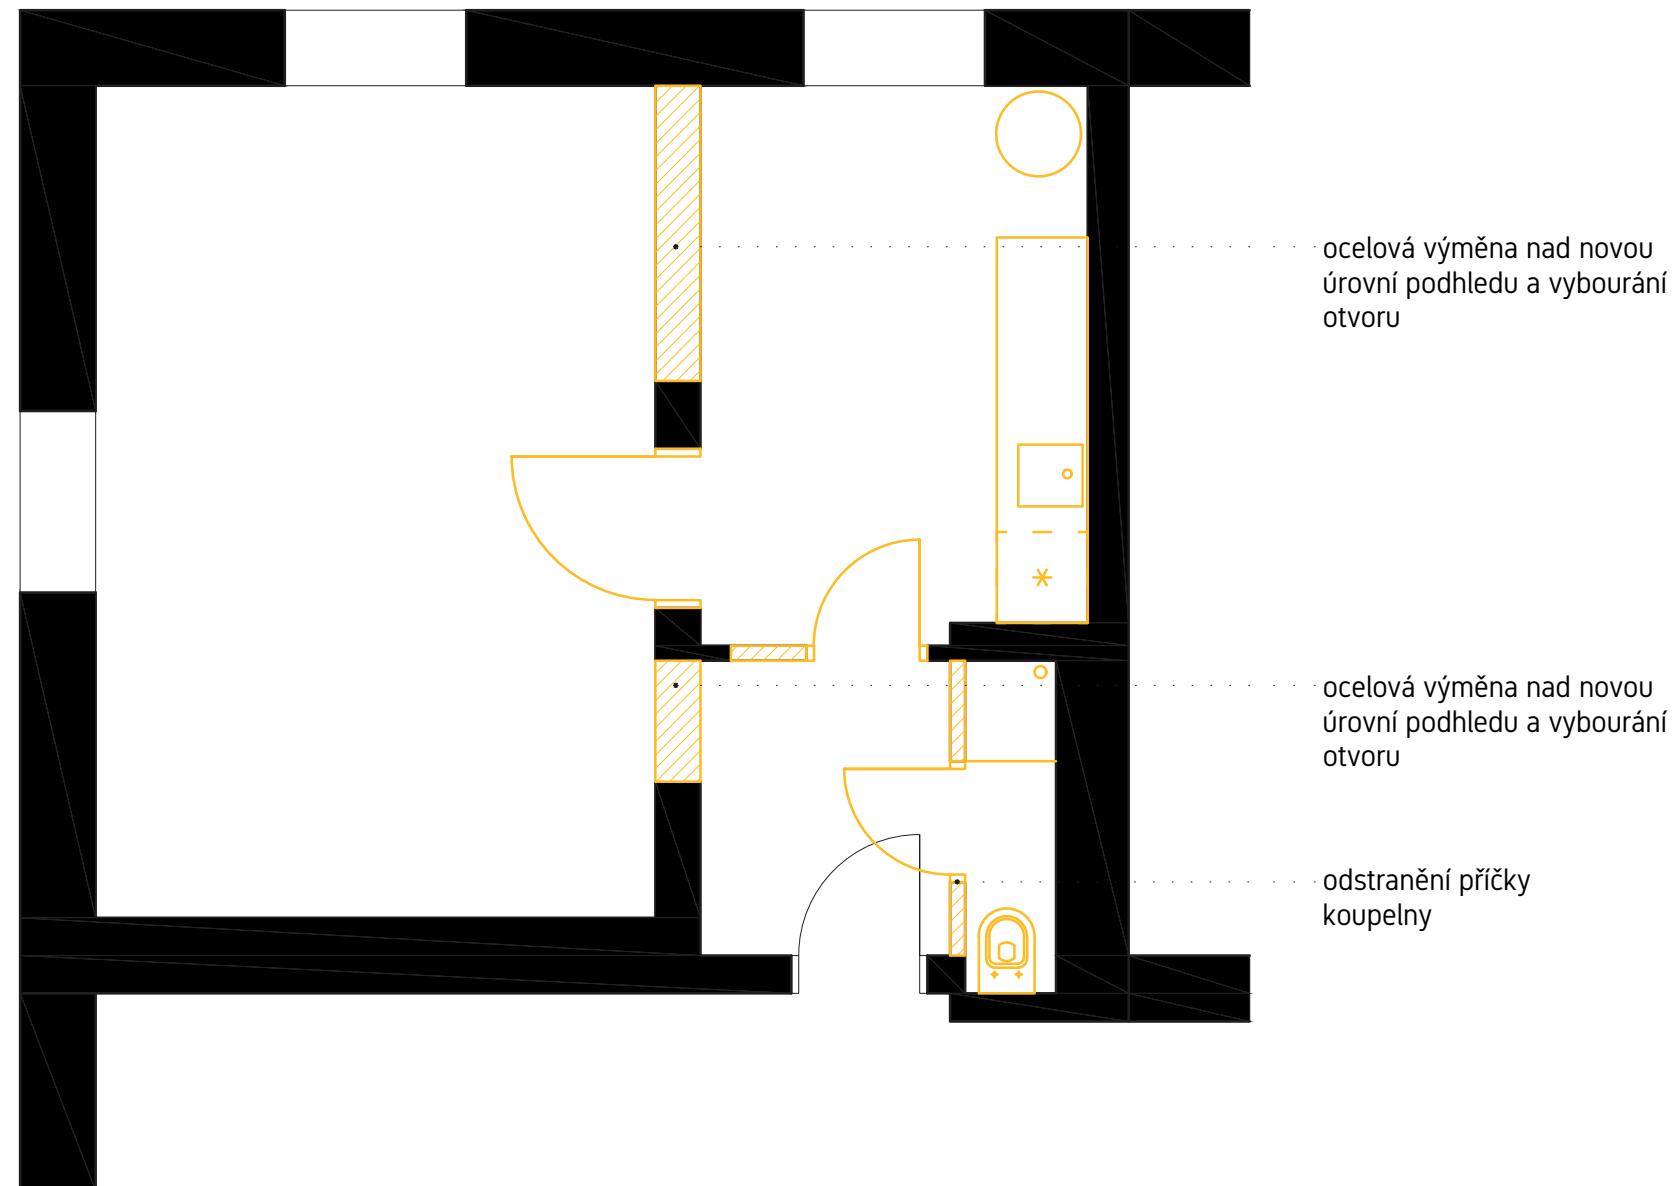 ocelová výměna nad novou
úrovní podhledu a vybourání
otvoru
ocelová výměna nad novou
úrovní podhledu a vybourání
otvoru
odstranění příčky
koupelny